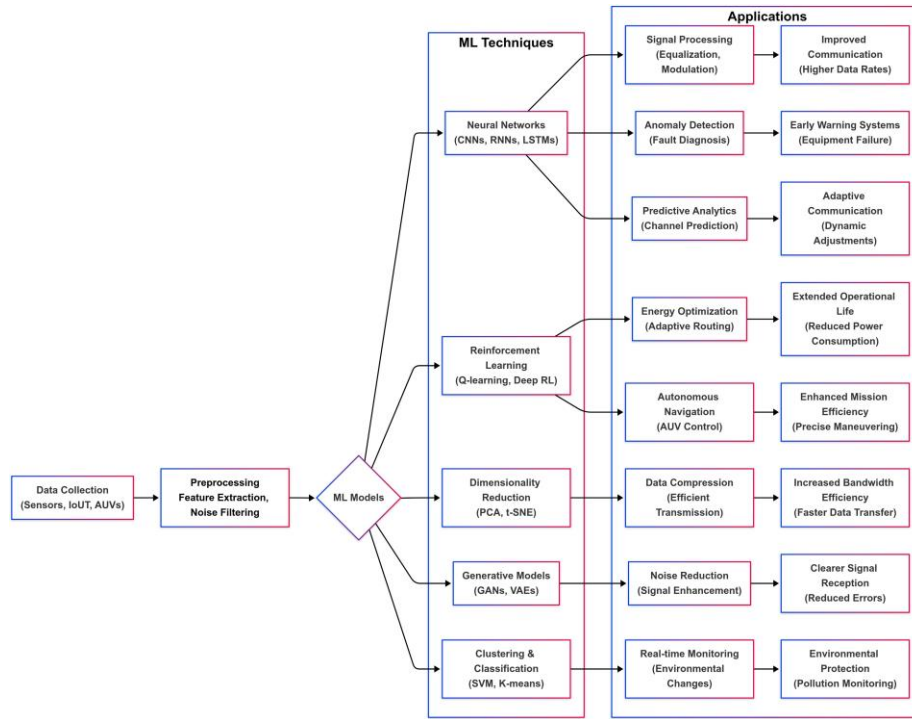 Applications
ML Techniques
Signal Processing
(Equalization,
Modulation)
Improved
Communication
(Higher Data Rates)
Neural Networks
(CNNs, RNNs, LSTMs)
Anomaly Detection
(Fault Diagnosis)
Early Warning Systems
(Equipment Failure)
Predictive Analytics
(Channel Prediction)
Adaptive
Communication
(Dynamic
Adjustments)
Energy Optimization
(Adaptive Routing)
Extended Operational
Life
(Reduced Power
Consumption)
Reinforcement
Learning
(Q-learning, Deep RL)
Autonomous
Navigation
(AUV Control)
Enhanced Mission
Efficiency
(Precise Maneuvering)
Data Collection
(Sensors, IoUT, AUVs)
Preprocessing
Feature Extraction,
Noise Filtering
ML Models
Dimensionality
Reduction
(PCA, t-SNE)
Data Compression
(Efficient
Transmission)
Increased Bandwidth
Efficiency
(Faster Data Transfer)
Generative Models
(GANs, VAEs)
Noise Reduction
(Signal Enhancement)
Clearer Signal
Reception
(Reduced Errors)
Clustering &
Classification
(SVM, K-means)
Real-time Monitoring
(Environmental
Changes)
Environmental
Protection
(Pollution Monitoring)